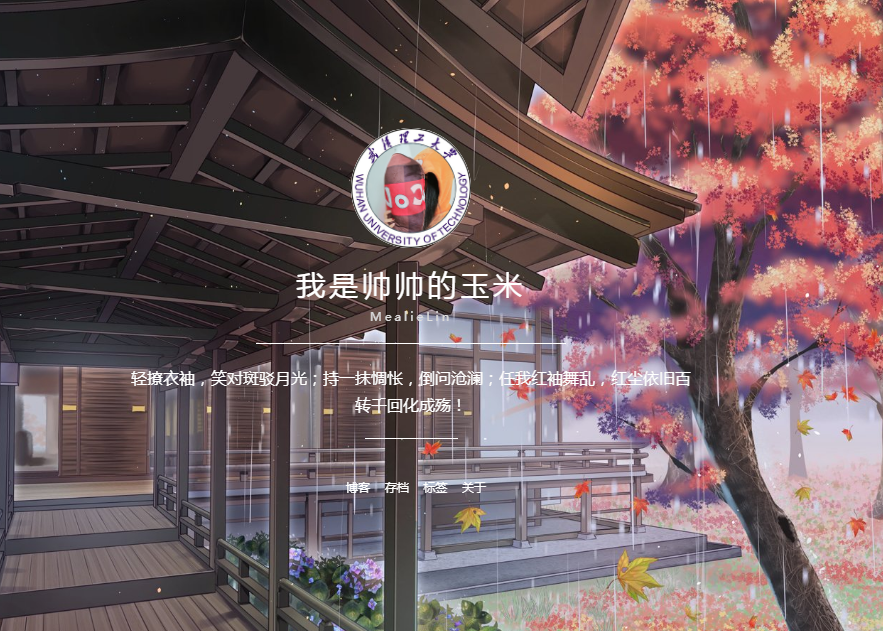 武汉理工大学
WUHAN UNIVERSITY OF TECHNOLOGY
我是帅帅的玉米
MealieLin
轻撩衣袖，笑对斑驳月光；持一抹惆怅，倒问沧澜；任我红袖舞乱，红尘依旧百
转千回化成殇！
博客 存档 标签 关于